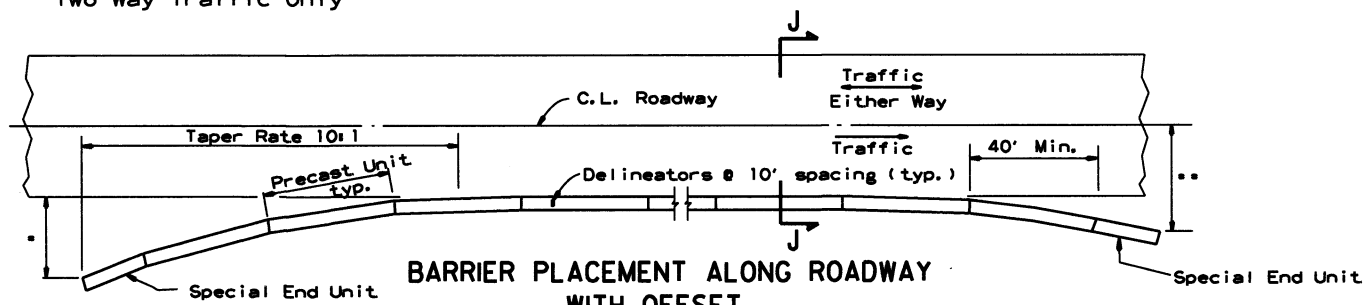 Two Way Traffic Only
J
Traffic
Either Way
C.L. Roadway
Taper Rate 10:1
Traffic
40' Min.
Precast Unit
typ.
Delineators @ 10' spacing (typ.)
*
**
J
BARRIER PLACEMENT ALONG ROADWAY
WITH OFFSET
Special End Unit
Special End Unit